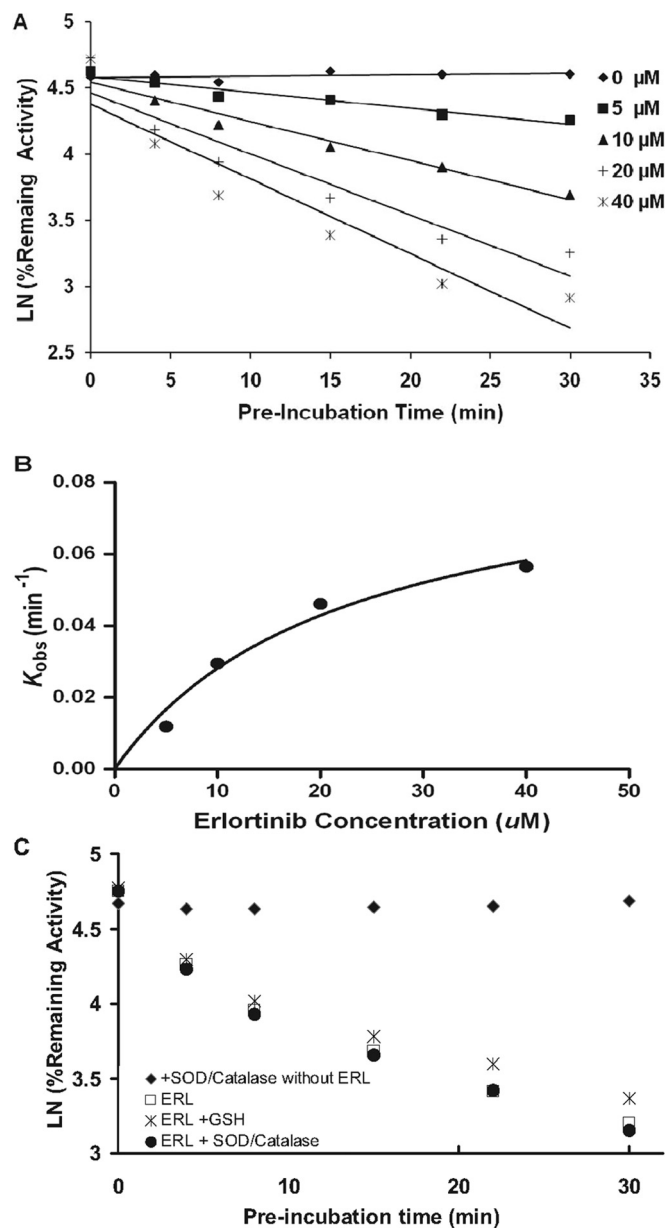 A
5
4.5
4
3.5
3
2.5
0
5
10
15
20
25
30
35
LN (%Remaing Activity)
Pre-Incubation Time (min)
0 µM
5 µM
10 µM
20 µM
40 µM
B
0.08
0.06
0.04
0.02
0.00
0
10
20
30
40
50
Kobs (min -1)
Erlortinib Concentration (uM)
C
5
4.5
4
3.5
3
0
10
20
30
LN (%Remaining Activity)
+SOD/Catalase without ERL
ERL
ERL +GSH
ERL + SOD/Catalase
Pre-incubation time (min)